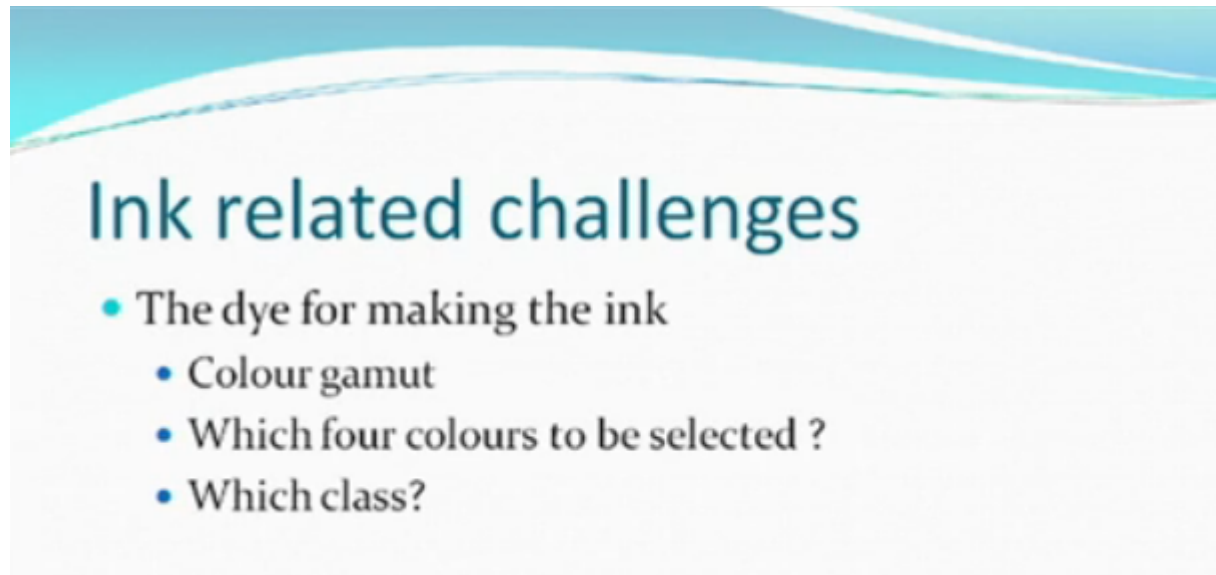 Ink related challenges
• The dye for making the ink
• Colour gamut
• Which four colours to be selected ?
• Which class?